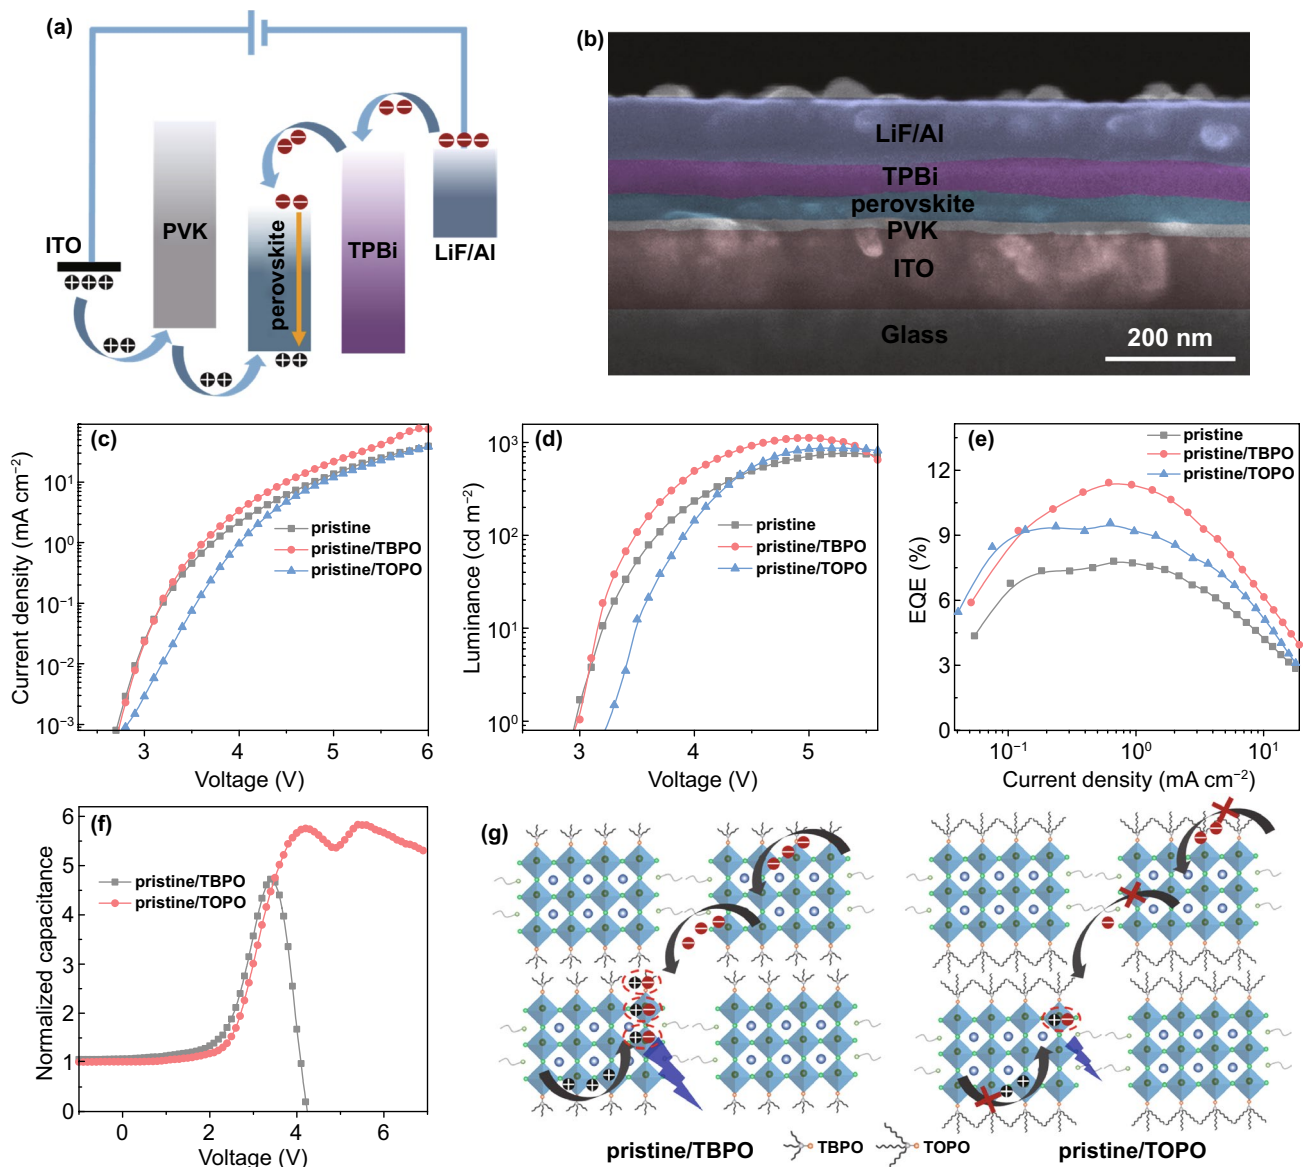 (a)
ITO
PVK
perovskite
TPBi
LiF/Al
(b)
LiF/Al
TPBi
perovskite
PVK
ITO
Glass
200 nm
(c)
Current density (mA cm⁻²)
10¹
10⁰
10⁻¹
10⁻²
10⁻³
3
4
5
6
Voltage (V)
pristine
pristine/TBPO
pristine/TOPO
(d)
Luminance (cd m⁻²)
10³
10²
10¹
10⁰
3
4
5
Voltage (V)
pristine
pristine/TBPO
pristine/TOPO
(e)
EQE (%)
12
9
6
3
0
10⁻¹
10⁰
10¹
Current density (mA cm⁻²)
pristine
pristine/TBPO
pristine/TOPO
(f)
Normalized capacitance
6
5
4
3
2
1
0
0
2
4
6
Voltage (V)
pristine/TBPO
pristine/TOPO
(g)
pristine/TBPO
TBPO
TOPO
pristine/TOPO